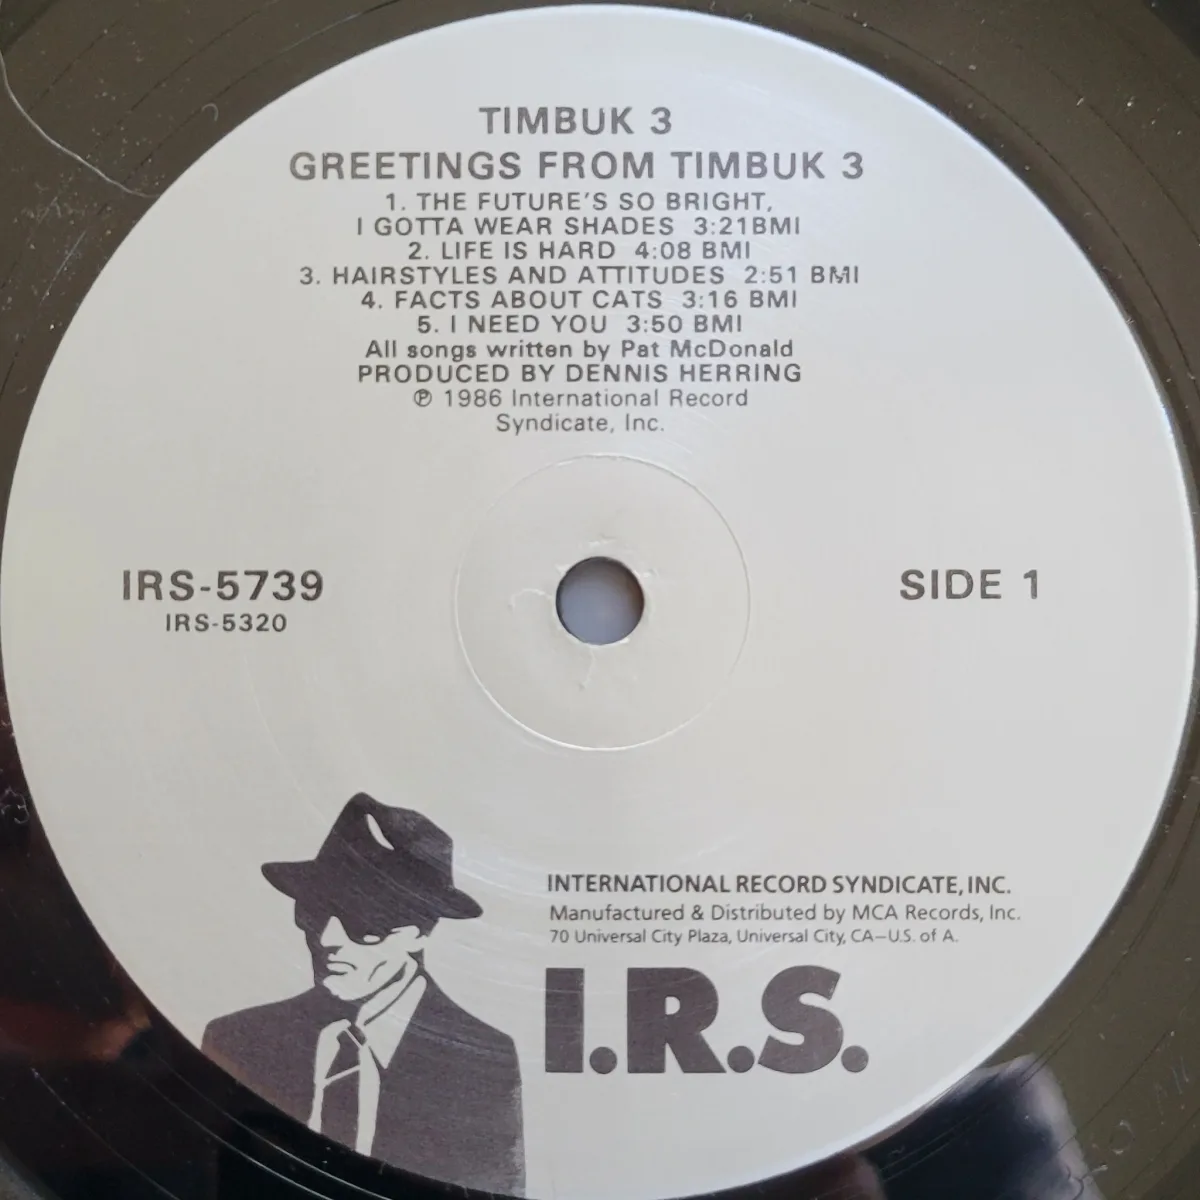 TIMBUK 3
GREETINGS FROM TIMBUK 3
1. THE FUTURE'S SO BRIGHT,
I GOTTA WEAR SHADES 3:21BMI
2. LIFE IS HARD 4:08 BMI
3. HAIRSTYLES AND ATTITUDES 2:51 BMI
4. FACTS ABOUT CATS 3:16 BMI
5. I NEED YOU 3:50 BMI
All songs written by Pat McDonald
PRODUCED BY DENNIS HERRING
℗ 1986 International Record
Syndicate, Inc.
IRS-5739
IRS-5320
SIDE 1
INTERNATIONAL RECORD SYNDICATE, INC.
Manufactured & Distributed by MCA Records, Inc.
70 Universal City Plaza, Universal City, CA—U.S. of A.
I.R.S.